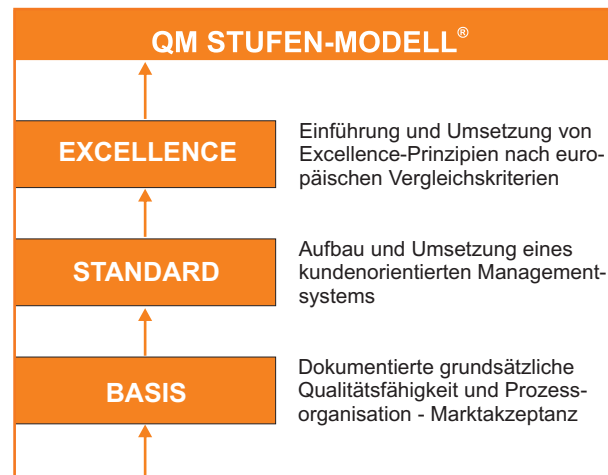 QM STUFEN-MODELL®
EXCELLENCE
Einführung und Umsetzung von
Excellence-Prinzipien nach euro-
päischen Vergleichskriterien
STANDARD
Aufbau und Umsetzung eines
kundenorientierten Management-
systems
BASIS
Dokumentierte grundsätzliche
Qualitätsfähigkeit und Prozess-
organisation - Marktakzeptanz